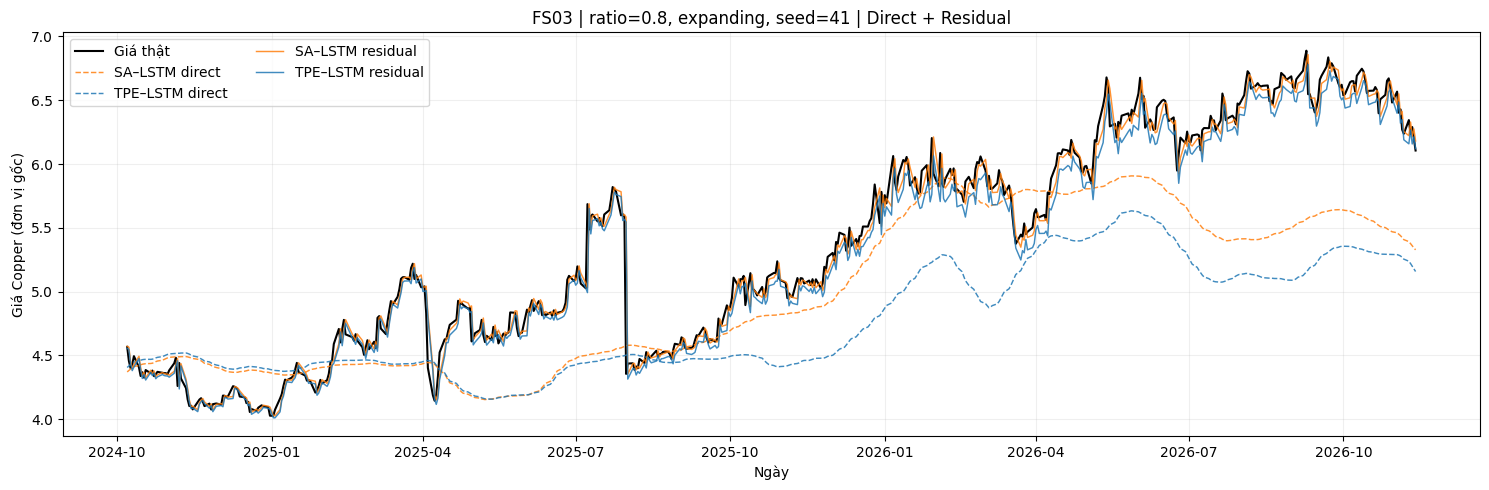 FS03 | ratio=0.8, expanding, seed=41 | Direct + Residual
Giá thật
SA–LSTM direct
TPE–LSTM direct
SA–LSTM residual
TPE–LSTM residual
Giá Copper (đơn vị gốc)
7.0
6.5
6.0
5.5
5.0
4.5
4.0
2024-10
2025-01
2025-04
2025-07
2025-10
2026-01
2026-04
2026-07
2026-10
Ngày